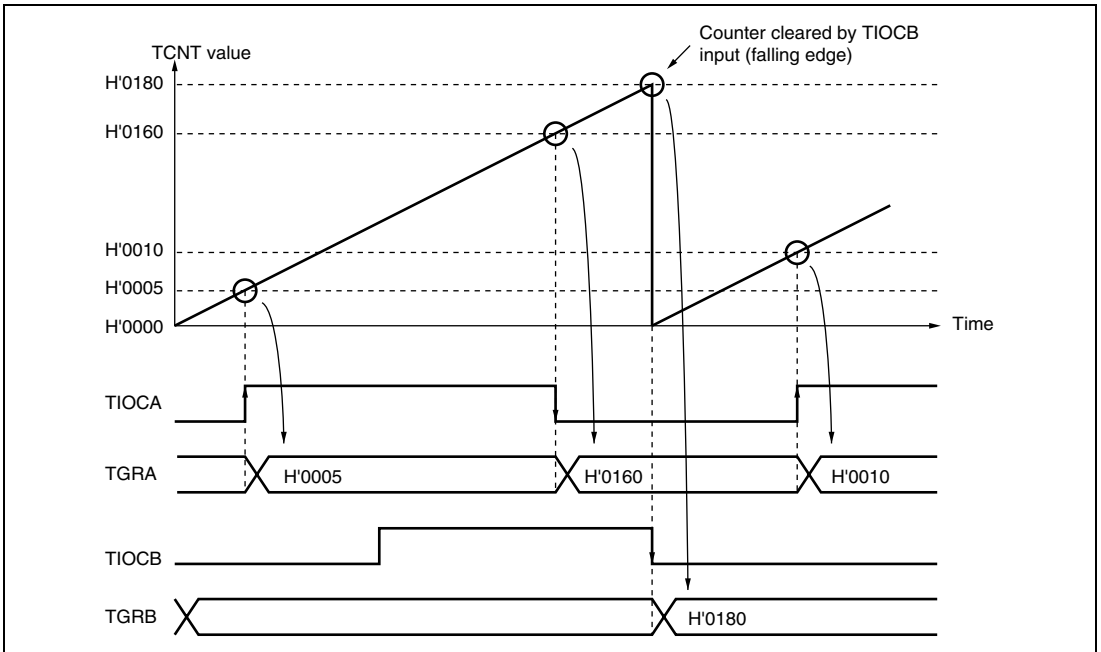 Counter cleared by TIOCB
input (falling edge)
TCNT value
H'0180
H'0160
H'0010
H'0005
H'0000
Time
TIOCA
TGRA
H'0005
H'0160
H'0010
TIOCB
TGRB
H'0180